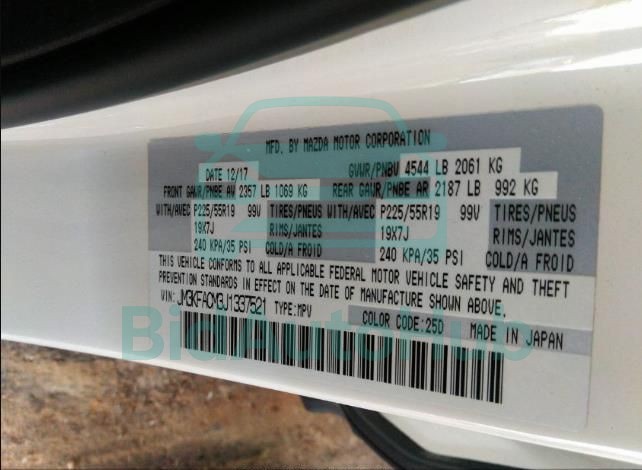 MFD. BY MAZDA MOTOR CORPORATION
DATE 12/17 GVWR/PNBV 4544 LB 2061 KG
FRONT GAWR/PNBE AV 2357 LB 1069 KG REAR GAWR/PNBE AR 2187 LB 992 KG
WITH/AVEC P225/55R19 99V TIRES/PNEUS WITH/AVEC P225/55R19 99V TIRES/PNEUS
19X7J RIMS/JANTES 19X7J RIMS/JANTES
240 KPA/35 PSI COLD/A FROID 240 KPA/35 PSI COLD/A FROID
THIS VEHICLE CONFORMS TO ALL APPLICABLE FEDERAL MOTOR VEHICLE SAFETY AND THEFT
PREVENTION STANDARDS IN EFFECT ON THE DATE OF MANUFACTURE SHOWN ABOVE.
VIN: JM3KFACM3J1337521 TYPE:MPV
COLOR CODE:25D MADE IN JAPAN
BidAutoHub